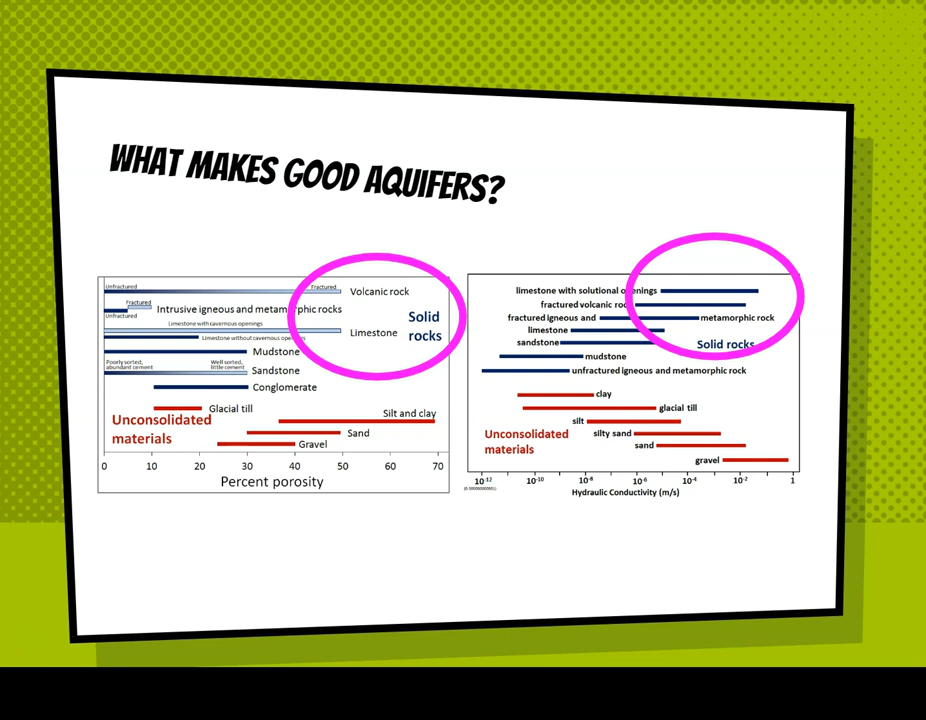 WHAT MAKES GOOD AQUIFERS?
Unfractured
Fractured
Volcanic rock
Fractured
Intrusive igneous and metamorphic rocks
Unfractured
Solid
rocks
Limestone with cavernous openings
Limestone
Limestone without cavernous openings
Mudstone
Poorly sorted,
abundant cement
Well sorted,
little cement
Sandstone
Conglomerate
Glacial till
Silt and clay
Unconsolidated
materials
Sand
Gravel
0 10 20 30 40 50 60 70
Percent porosity
limestone with solutional openings
fractured volcanic rock
fractured igneous and metamorphic rock
limestone
sandstone
Solid rocks
mudstone
unfractured igneous and metamorphic rock
clay
glacial till
silt
Unconsolidated
materials
silty sand
sand
gravel
10-12 10-10 10-8 10-6 10-4 10-2 1
Hydraulic Conductivity (m/s)